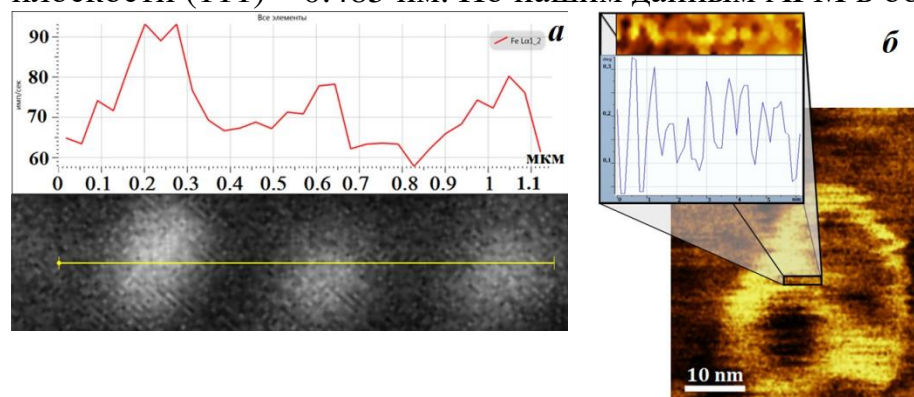 плоскости (111) – 0.485 нм. По нашим данным АРМ в об
Все элементы
а
Fe Lα1_2
имп/сек
90
80
70
60
мкм
0 0.1 0.2 0.3 0.4 0.5 0.6 0.7 0.8 0.9 1 1.1
б
0,3
0,2
0,1
10 nm